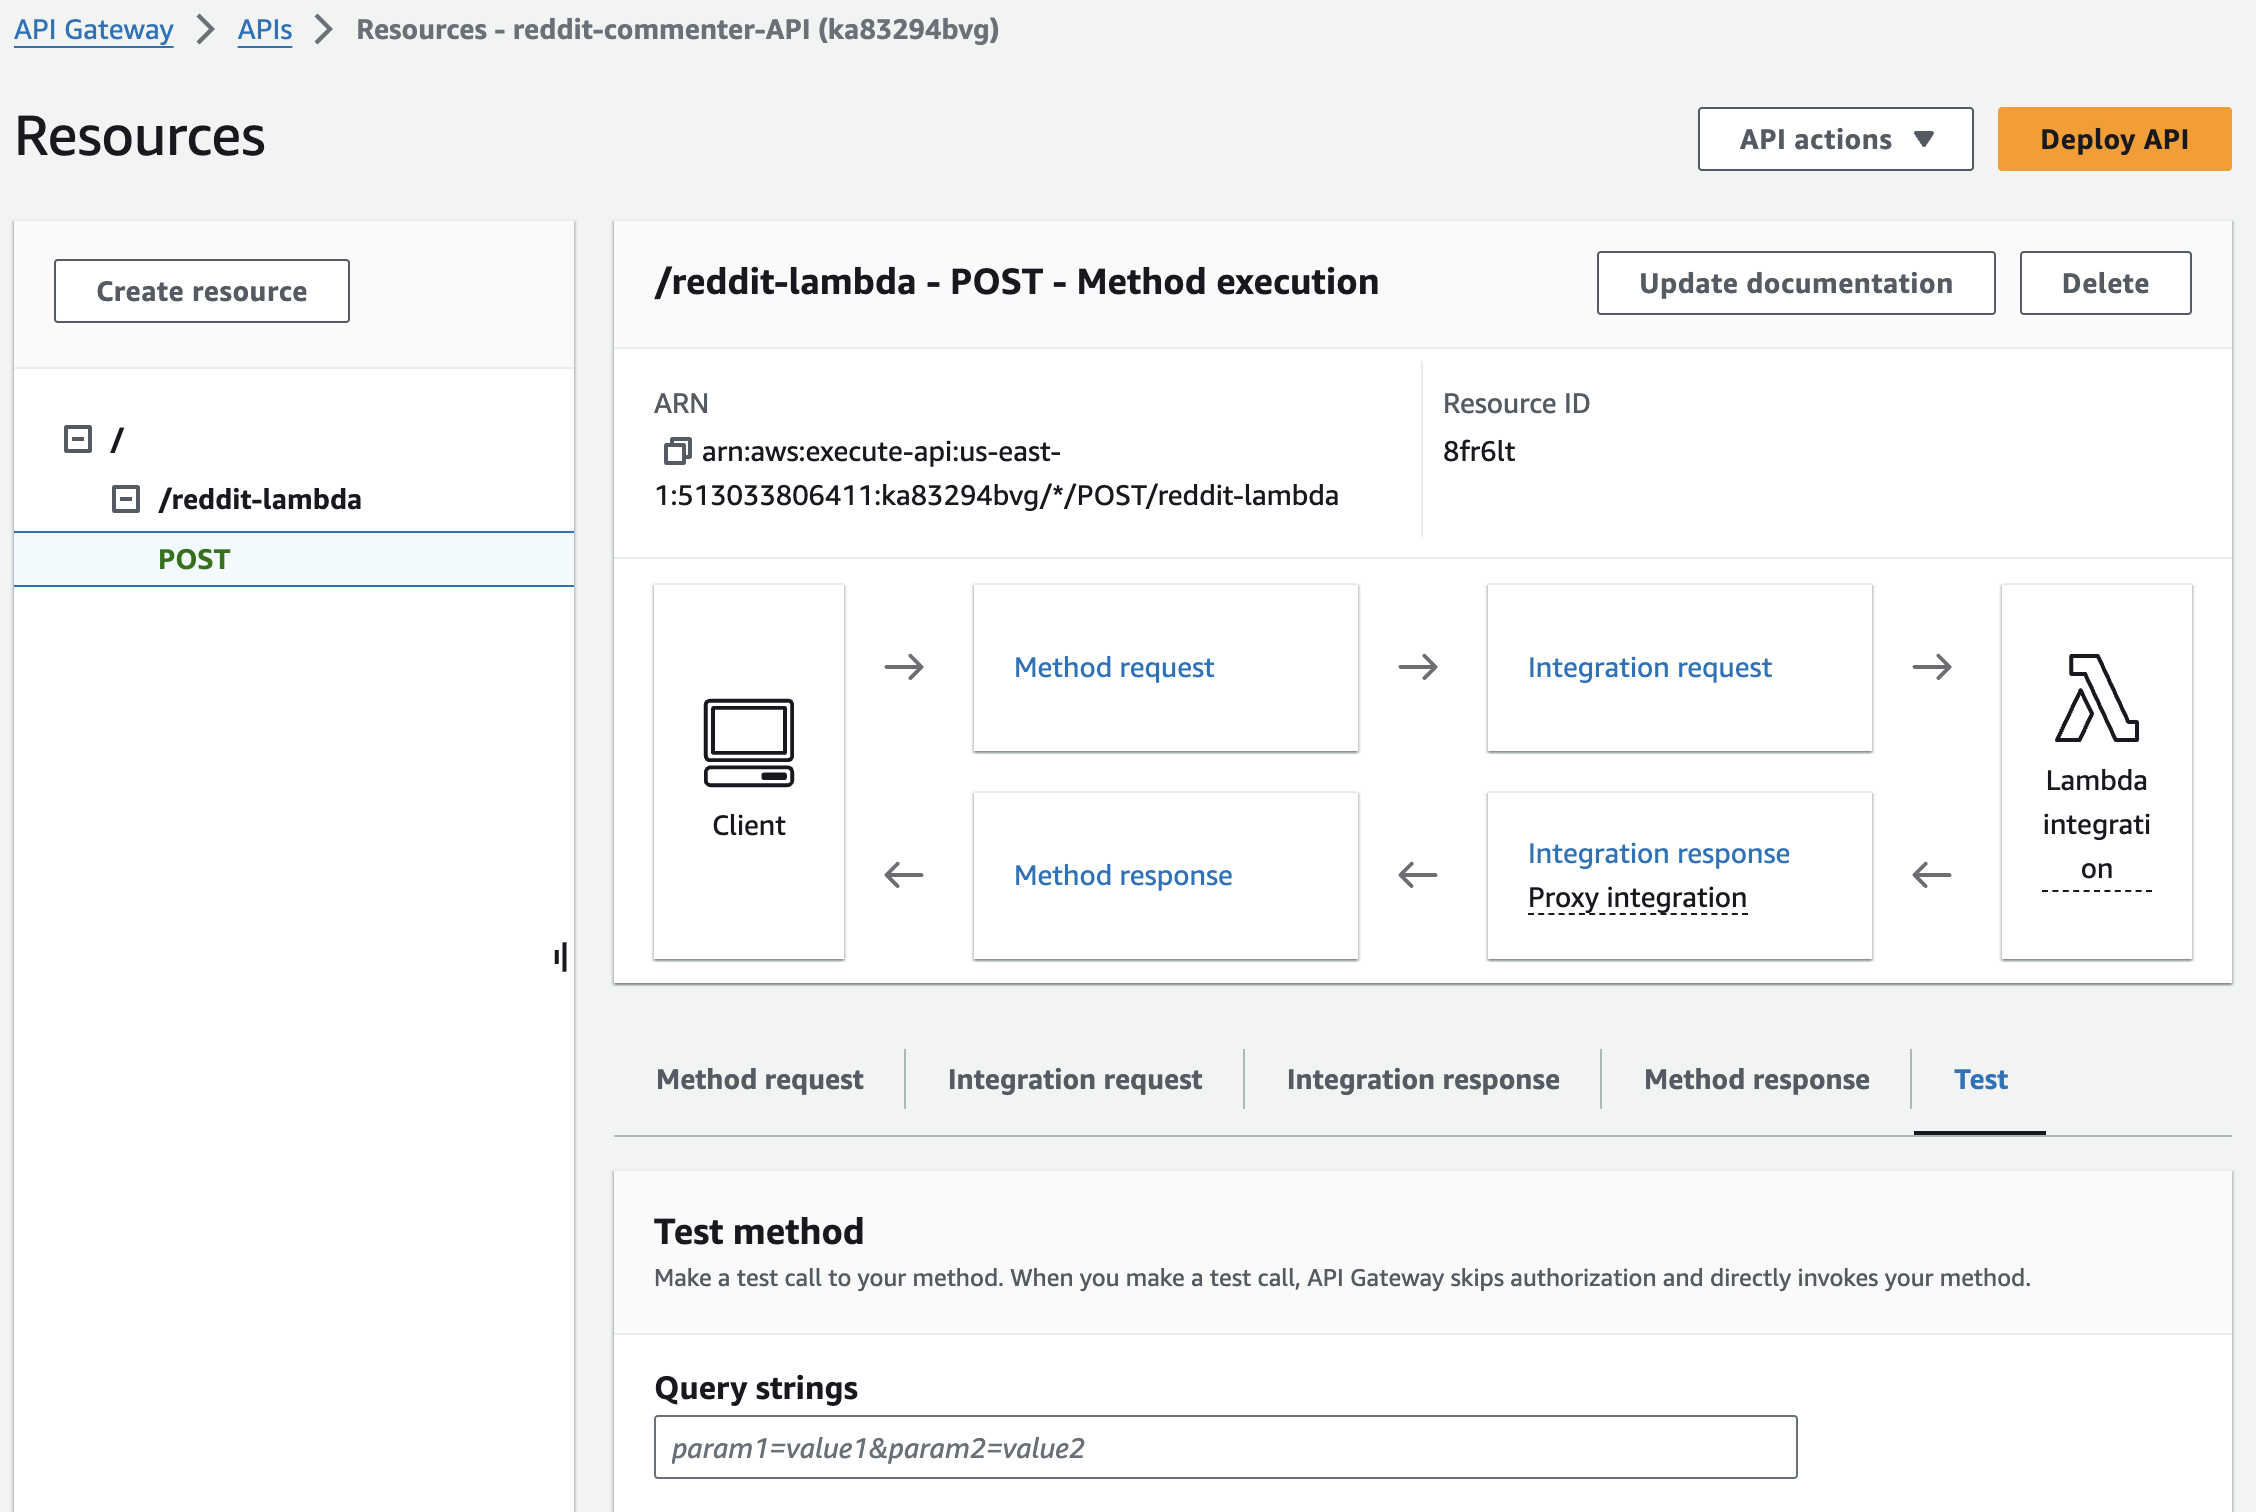 API Gateway > APIs > Resources - reddit-commenter-API (ka83294bvg)
Resources
API actions ▼
Deploy API
Create resource
/
/reddit-lambda
POST
/reddit-lambda - POST - Method execution
Update documentation
Delete
ARN
arn:aws:execute-api:us-east-
1:513033806411:ka83294bvg/*/POST/reddit-lambda
Resource ID
8fr6lt
Client
Method request
Integration request
Method response
Integration response
Proxy integration
Lambda
integrati
on
Method request
Integration request
Integration response
Method response
Test
Test method
Make a test call to your method. When you make a test call, API Gateway skips authorization and directly invokes your method.
Query strings
param1=value1&param2=value2